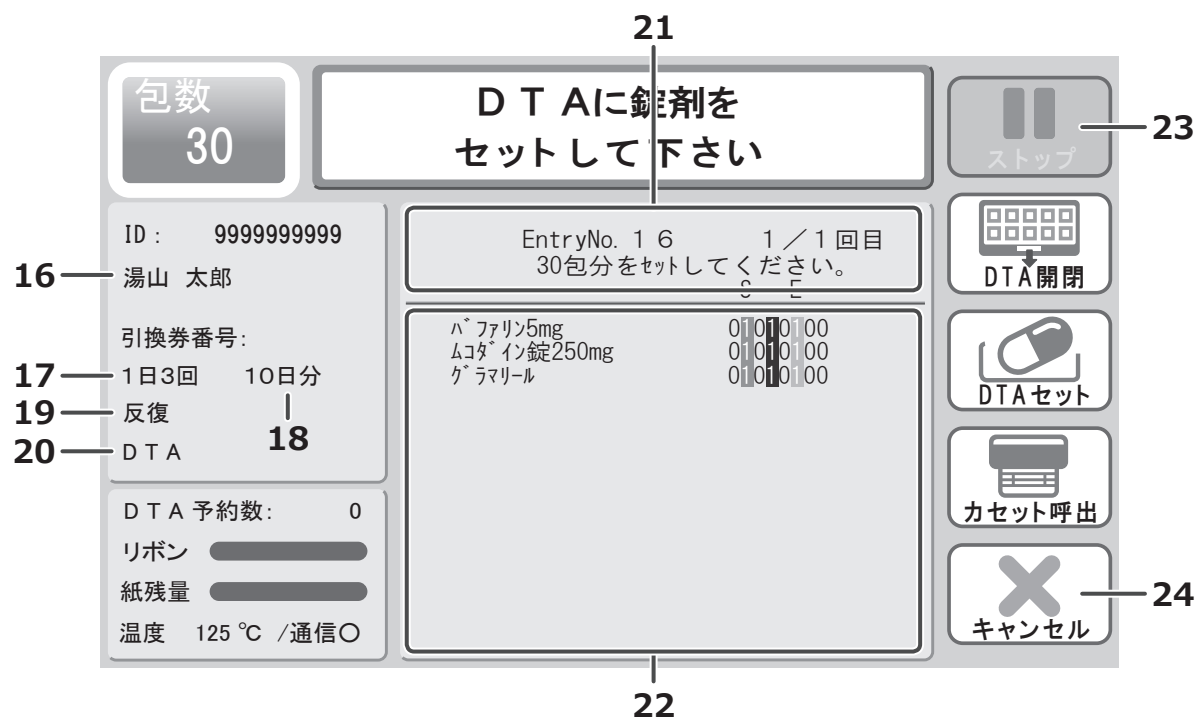 21
包数
30
ＤＴＡに錠剤を
セットして下さい
ストップ
23
ID： 9999999999
16
湯山 太郎
引換券番号：
17
1日3回 10日分
19
反復
18
20
ＤＴＡ
EntryNo.１６ １／１回目
30包分をｾｯﾄしてください。
S E
ﾊﾞﾌｧﾘﾝ5mg 01010100
ﾑｺﾀﾞｲﾝ錠250mg 01010100
ｸﾞﾗﾏﾘｰﾙ 01010100
ＤＴＡ予約数： 0
リボン
紙残量
温度 125℃ /通信〇
DTA開閉
DTAセット
カセット呼出
キャンセル
24
22